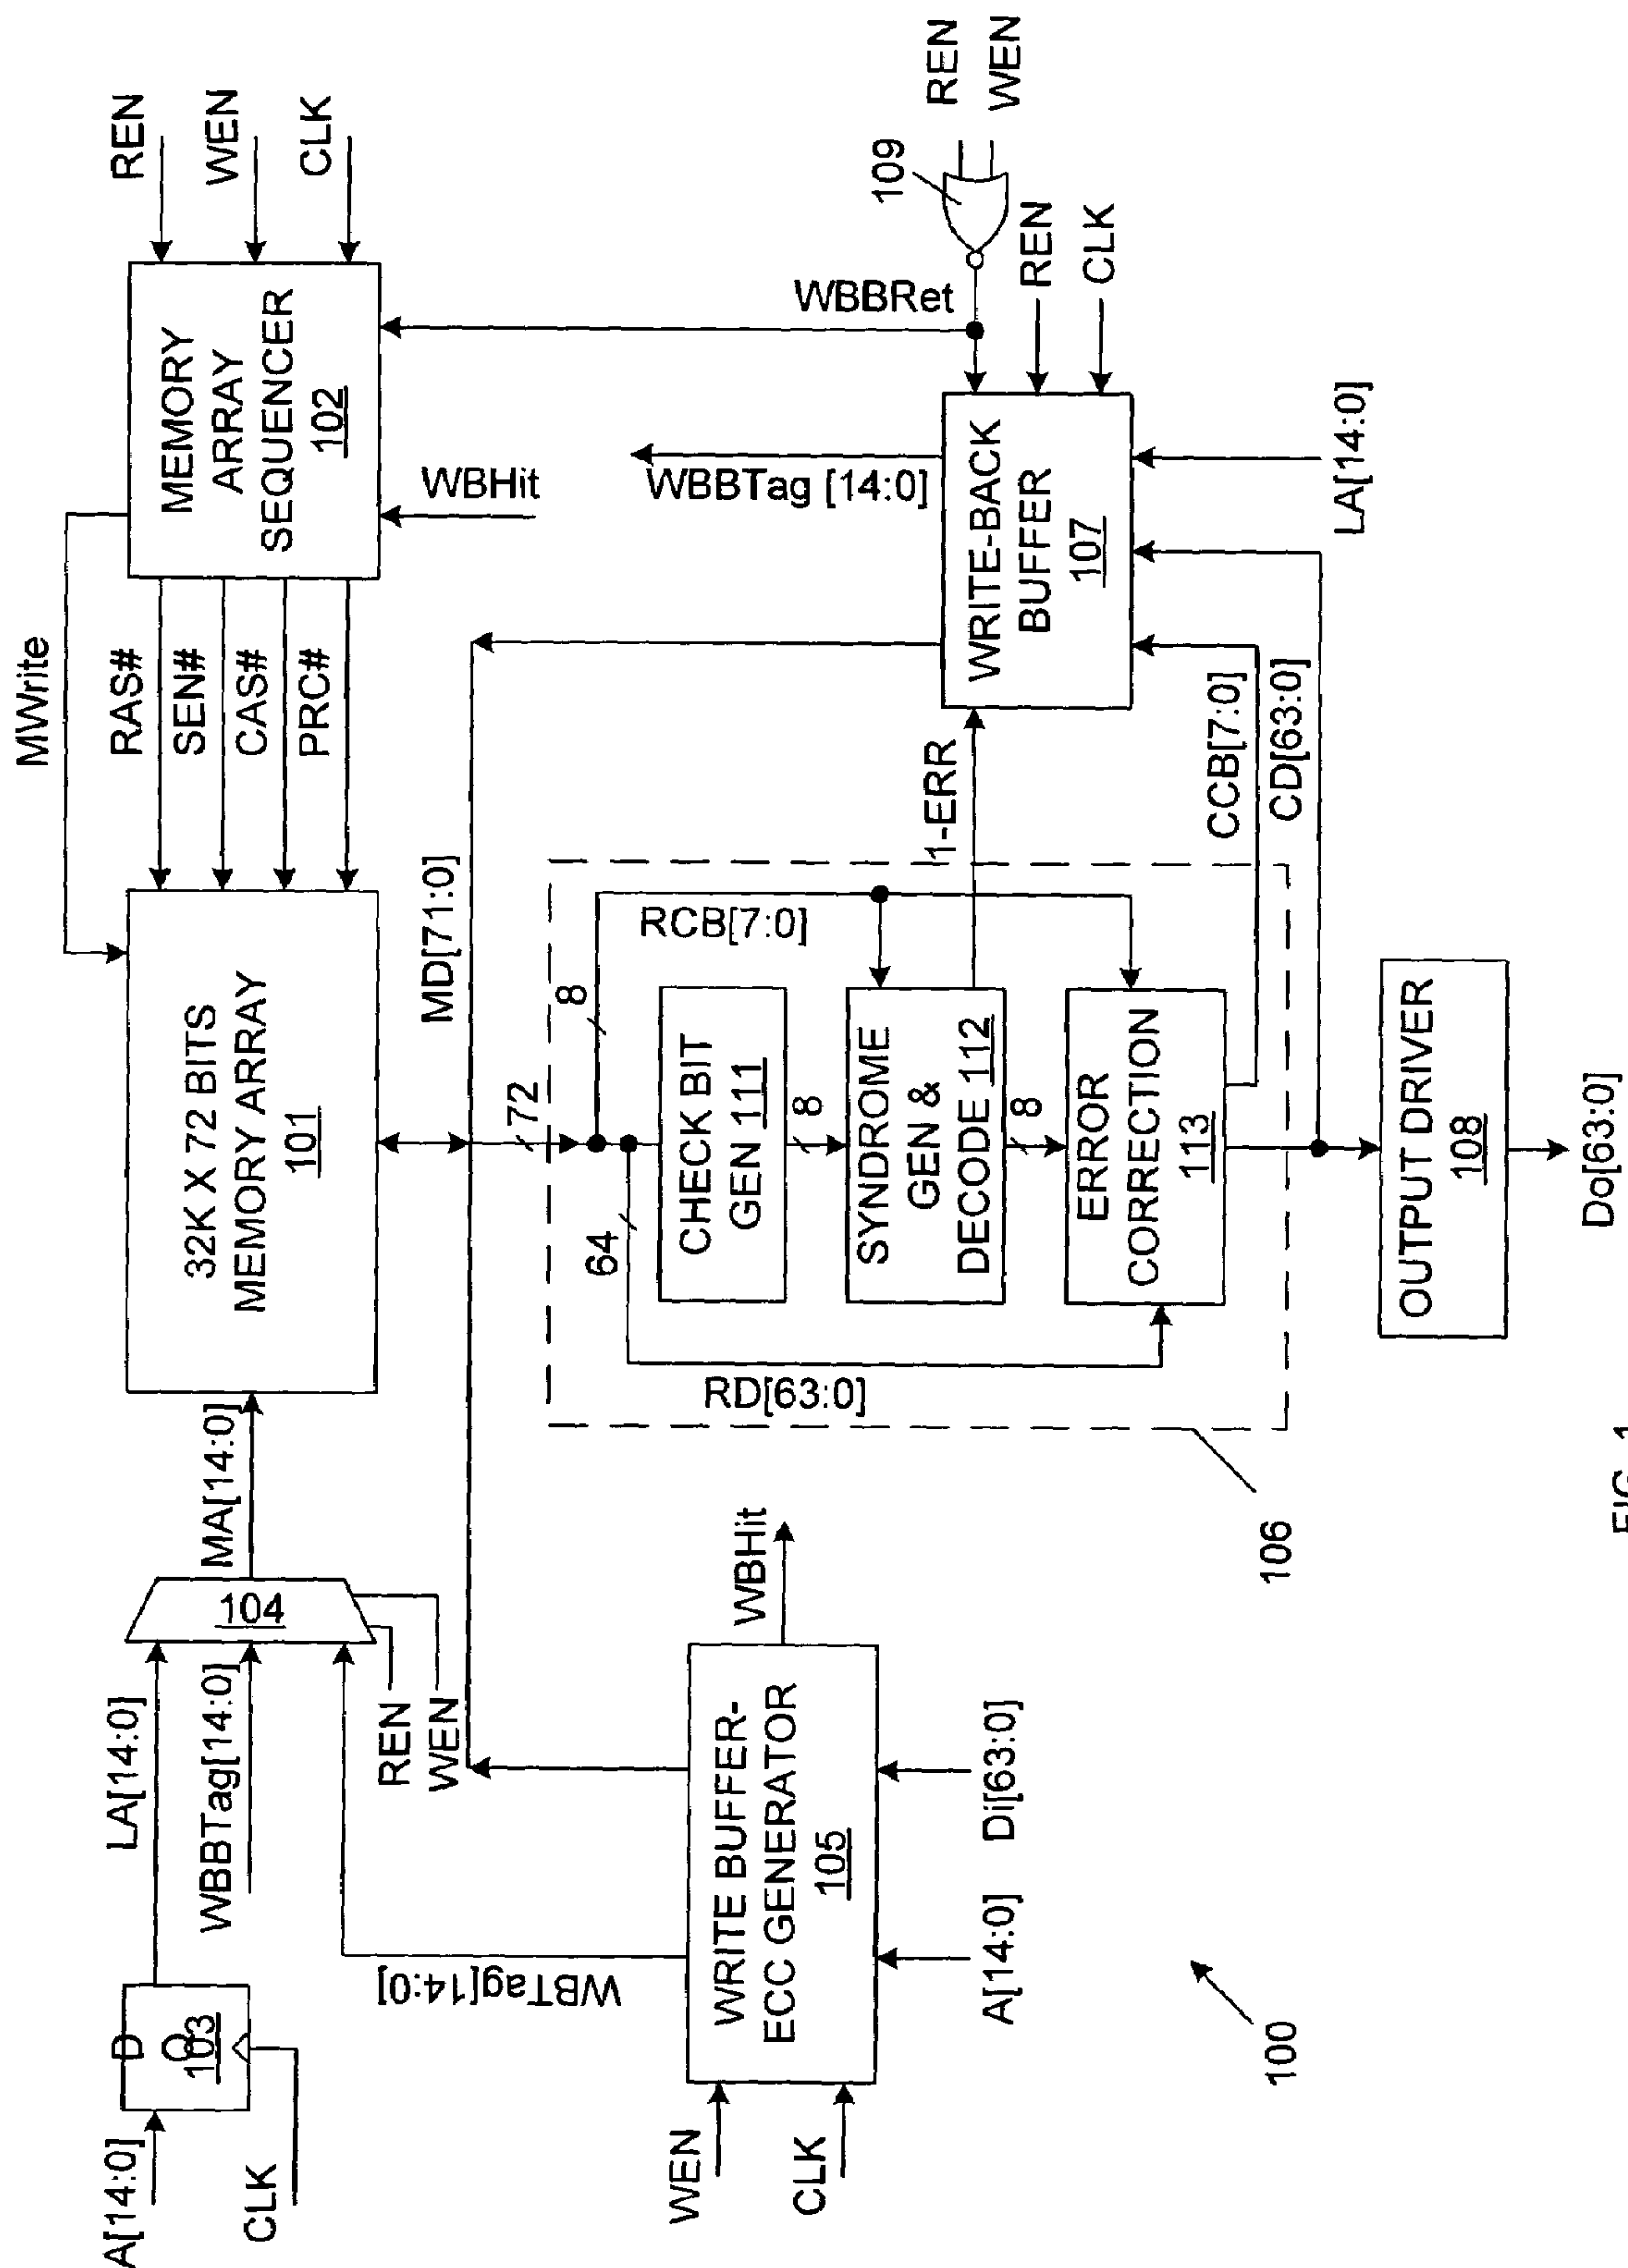 A[14:0]
CLK
D Q
103
LA[14:0]
WBBTag[14:0]
104
REN
WEN
MA[14:0]
WBTag[14:0]
32K X 72 BITS
MEMORY ARRAY
101
MWrite
RAS#
SEN#
CAS#
PRC#
MEMORY
ARRAY
SEQUENCER
102
REN
WEN
CLK
WBHit
WBBRet
MD[71:0]
WEN
CLK
WRITE BUFFER-
ECC GENERATOR
105
WBHit
A[14:0]
Di[63:0]
72
8
RCB[7:0]
64
RD[63:0]
CHECK BIT
GEN 111
8
SYNDROME
GEN &
DECODE 112
8
ERROR
CORRECTION
113
106
1-ERR
CCB[7:0]
CD[63:0]
WBBTag [14:0]
WRITE-BACK
BUFFER
107
109
REN
WEN
REN
CLK
LA[14:0]
OUTPUT DRIVER
108
Do[63:0]
100
FIG. 1